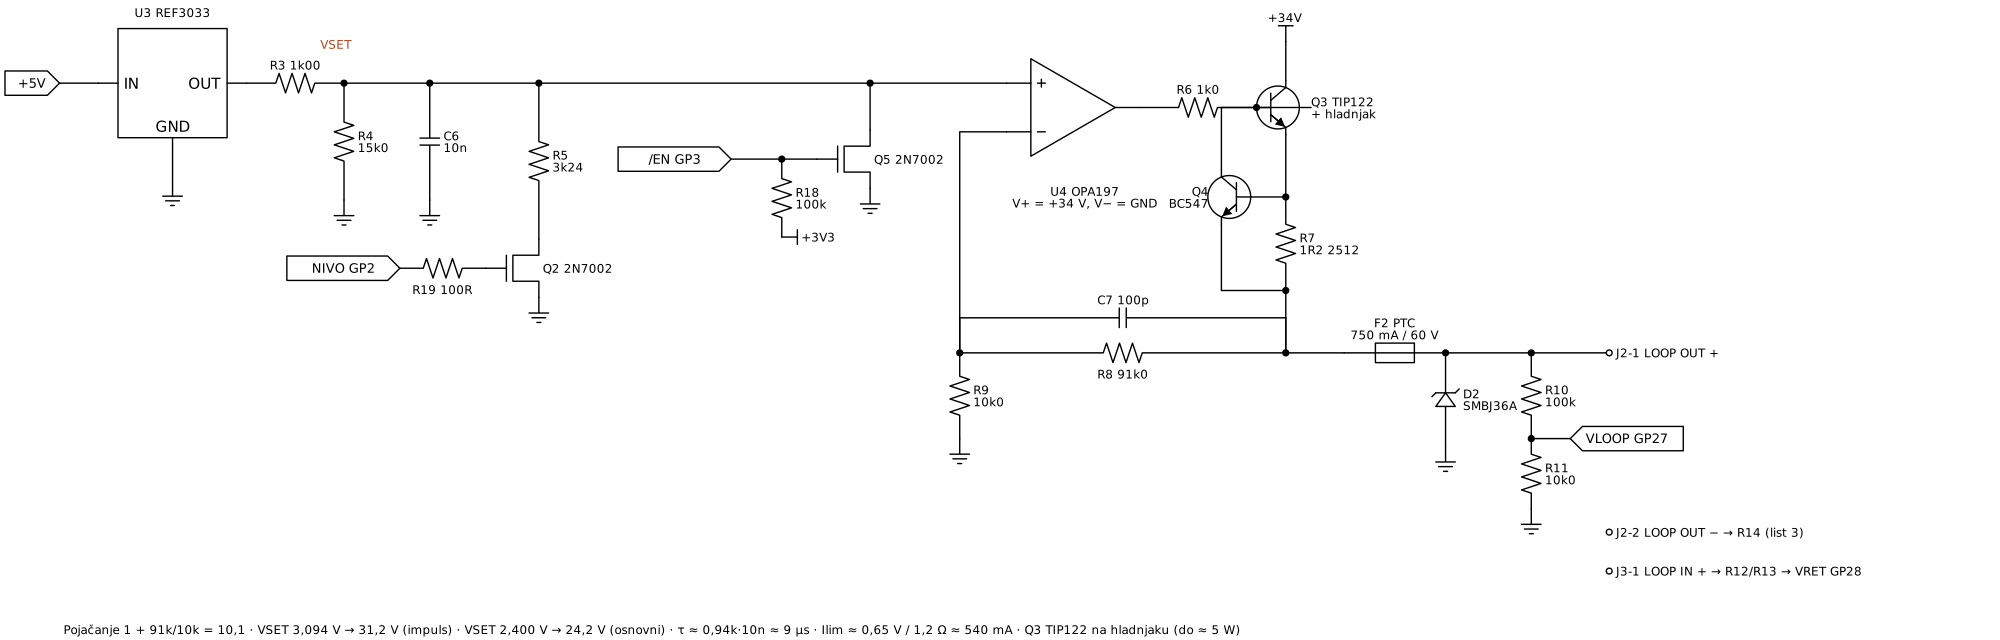 U3 REF3033
+5V
IN
OUT
GND
R3 1k00
VSET
R4
15k0
C6
10n
R5
3k24
NIVO GP2
R19 100R
Q2 2N7002
/EN GP3
R18
100k
+3V3
Q5 2N7002
+
−
U4 OPA197
V+ = +34 V, V− = GND
R6 1k0
+34V
Q3 TIP122
+ hladnjak
Q4
BC547
R7
1R2 2512
C7 100p
R8 91k0
R9
10k0
F2 PTC
750 mA / 60 V
D2
SMBJ36A
R10
100k
R11
10k0
J2-1 LOOP OUT +
VLOOP GP27
J2-2 LOOP OUT − → R14 (list 3)
J3-1 LOOP IN + → R12/R13 → VRET GP28
Pojačanje 1 + 91k/10k = 10,1 · VSET 3,094 V → 31,2 V (impuls) · VSET 2,400 V → 24,2 V (osnovni) · τ ≈ 0,94k·10n ≈ 9 µs · Ilim ≈ 0,65 V / 1,2 Ω ≈ 540 mA · Q3 TIP122 na hladnjaku (do ≈ 5 W)